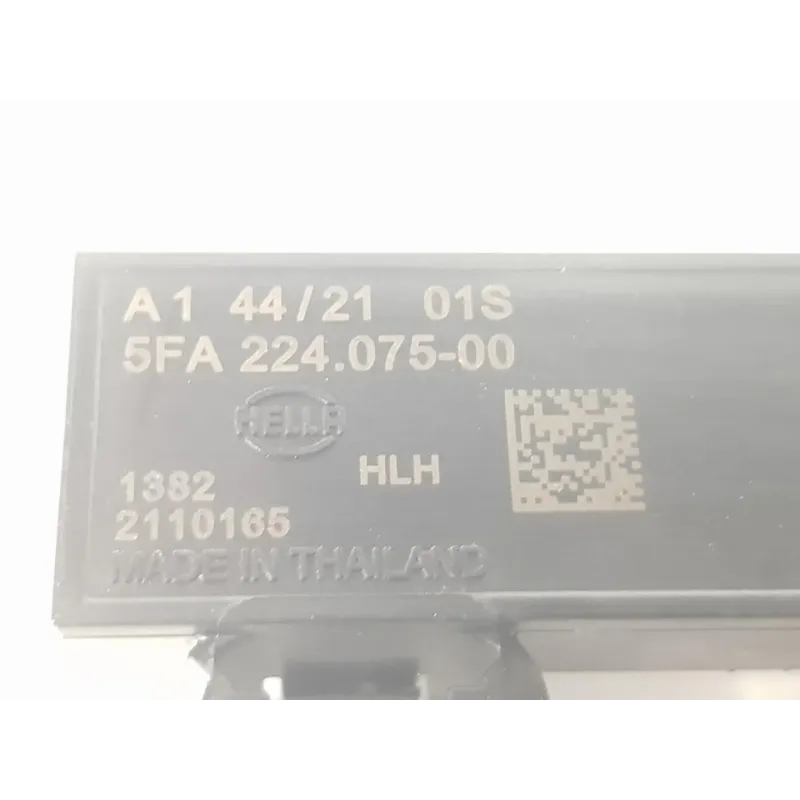 A1 44/21 01S
5FA 224.075-00
HELLA
HLH
1382
2110165
MADE IN THAILAND